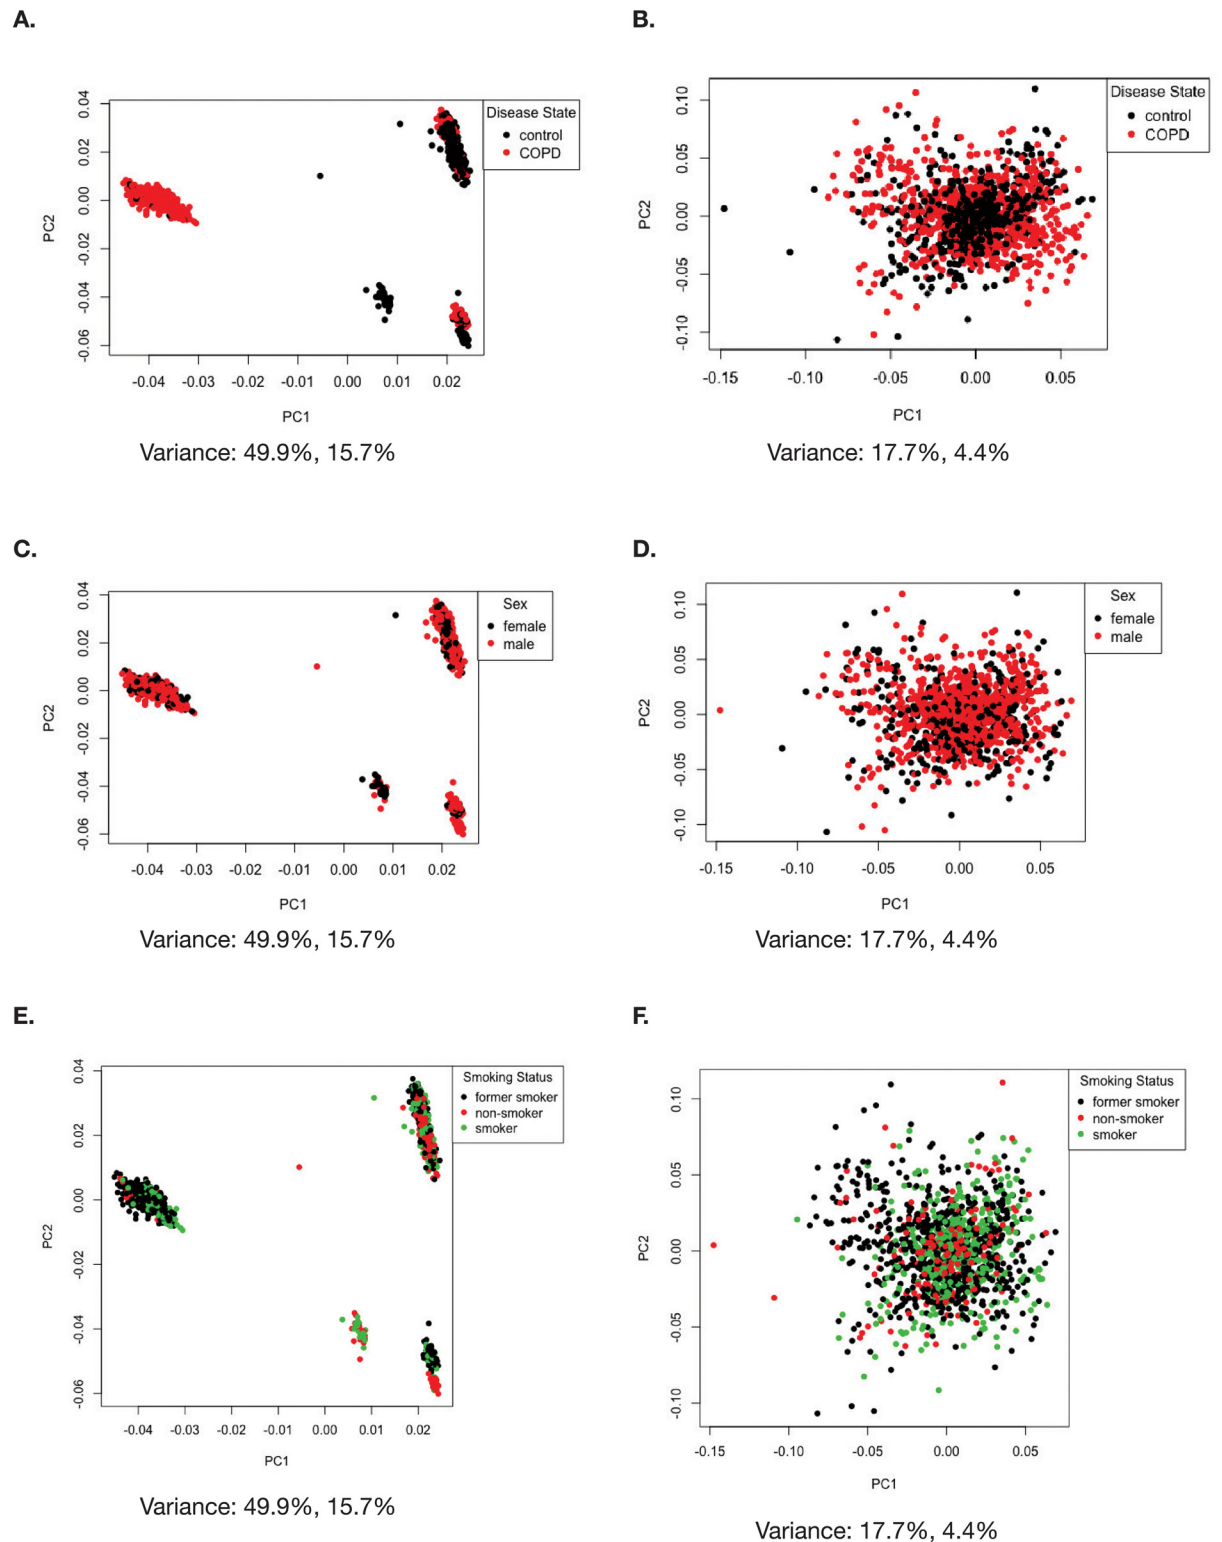 A.
B.
Disease State
control
COPD
0.04
0.02
0.00
-0.02
-0.04
-0.06
PC2
-0.04 -0.03 -0.02 -0.01 0.00 0.01 0.02
PC1
Variance: 49.9%, 15.7%
Disease State
control
COPD
0.10
0.05
0.00
-0.05
-0.10
PC2
-0.15 -0.10 -0.05 0.00 0.05
PC1
Variance: 17.7%, 4.4%
C.
D.
Sex
female
male
0.04
0.02
0.00
-0.02
-0.04
-0.06
PC2
-0.04 -0.03 -0.02 -0.01 0.00 0.01 0.02
PC1
Variance: 49.9%, 15.7%
Sex
female
male
0.10
0.05
0.00
-0.05
-0.10
PC2
-0.15 -0.10 -0.05 0.00 0.05
PC1
Variance: 17.7%, 4.4%
E.
F.
Smoking Status
former smoker
non-smoker
smoker
0.04
0.02
0.00
-0.02
-0.04
-0.06
PC2
-0.04 -0.03 -0.02 -0.01 0.00 0.01 0.02
PC1
Variance: 49.9%, 15.7%
Smoking Status
former smoker
non-smoker
smoker
0.10
0.05
0.00
-0.05
-0.10
PC2
-0.15 -0.10 -0.05 0.00 0.05
PC1
Variance: 17.7%, 4.4%